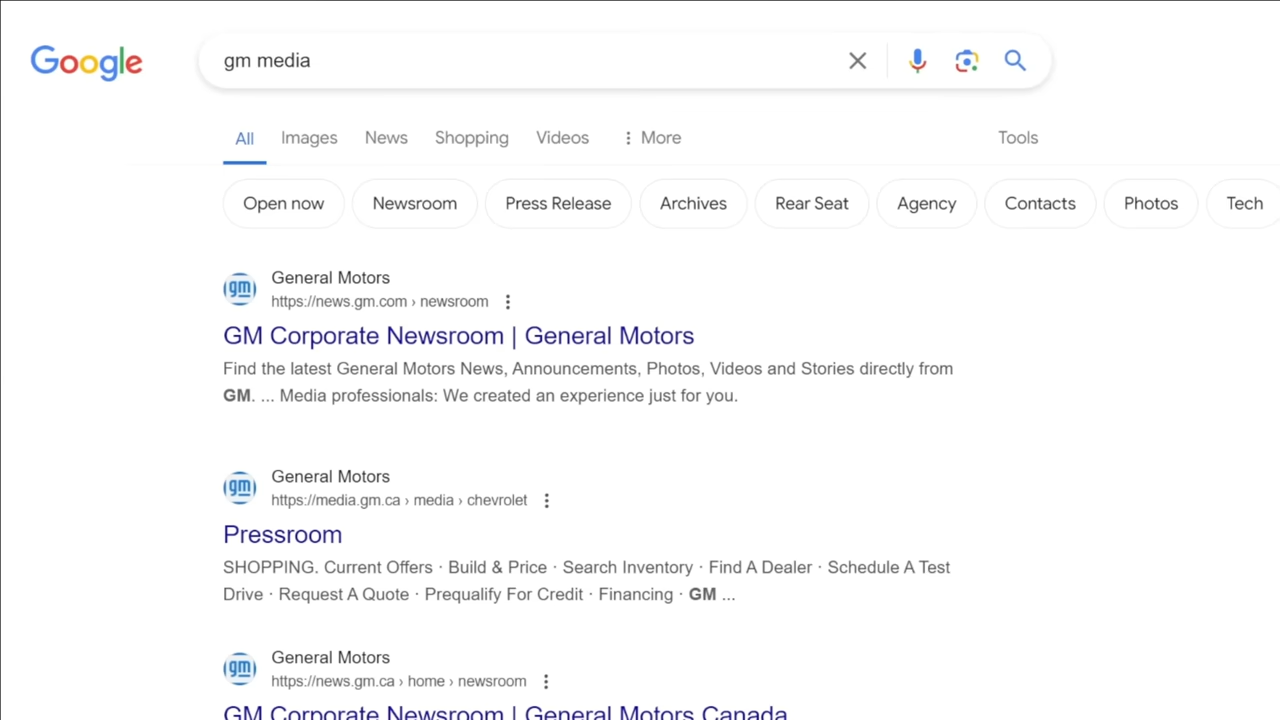 Google
gm media
All Images News Shopping Videos More Tools
Open now Newsroom Press Release Archives Rear Seat Agency Contacts Photos Tech
gm General Motors
https://news.gm.com › newsroom
GM Corporate Newsroom | General Motors
Find the latest General Motors News, Announcements, Photos, Videos and Stories directly from
GM. ... Media professionals: We created an experience just for you.
gm General Motors
https://media.gm.ca › media › chevrolet
Pressroom
SHOPPING. Current Offers · Build & Price · Search Inventory · Find A Dealer · Schedule A Test
Drive · Request A Quote · Prequalify For Credit · Financing · GM ...
gm General Motors
https://news.gm.ca › home › newsroom
GM Corporate Newsroom | General Motors Canada